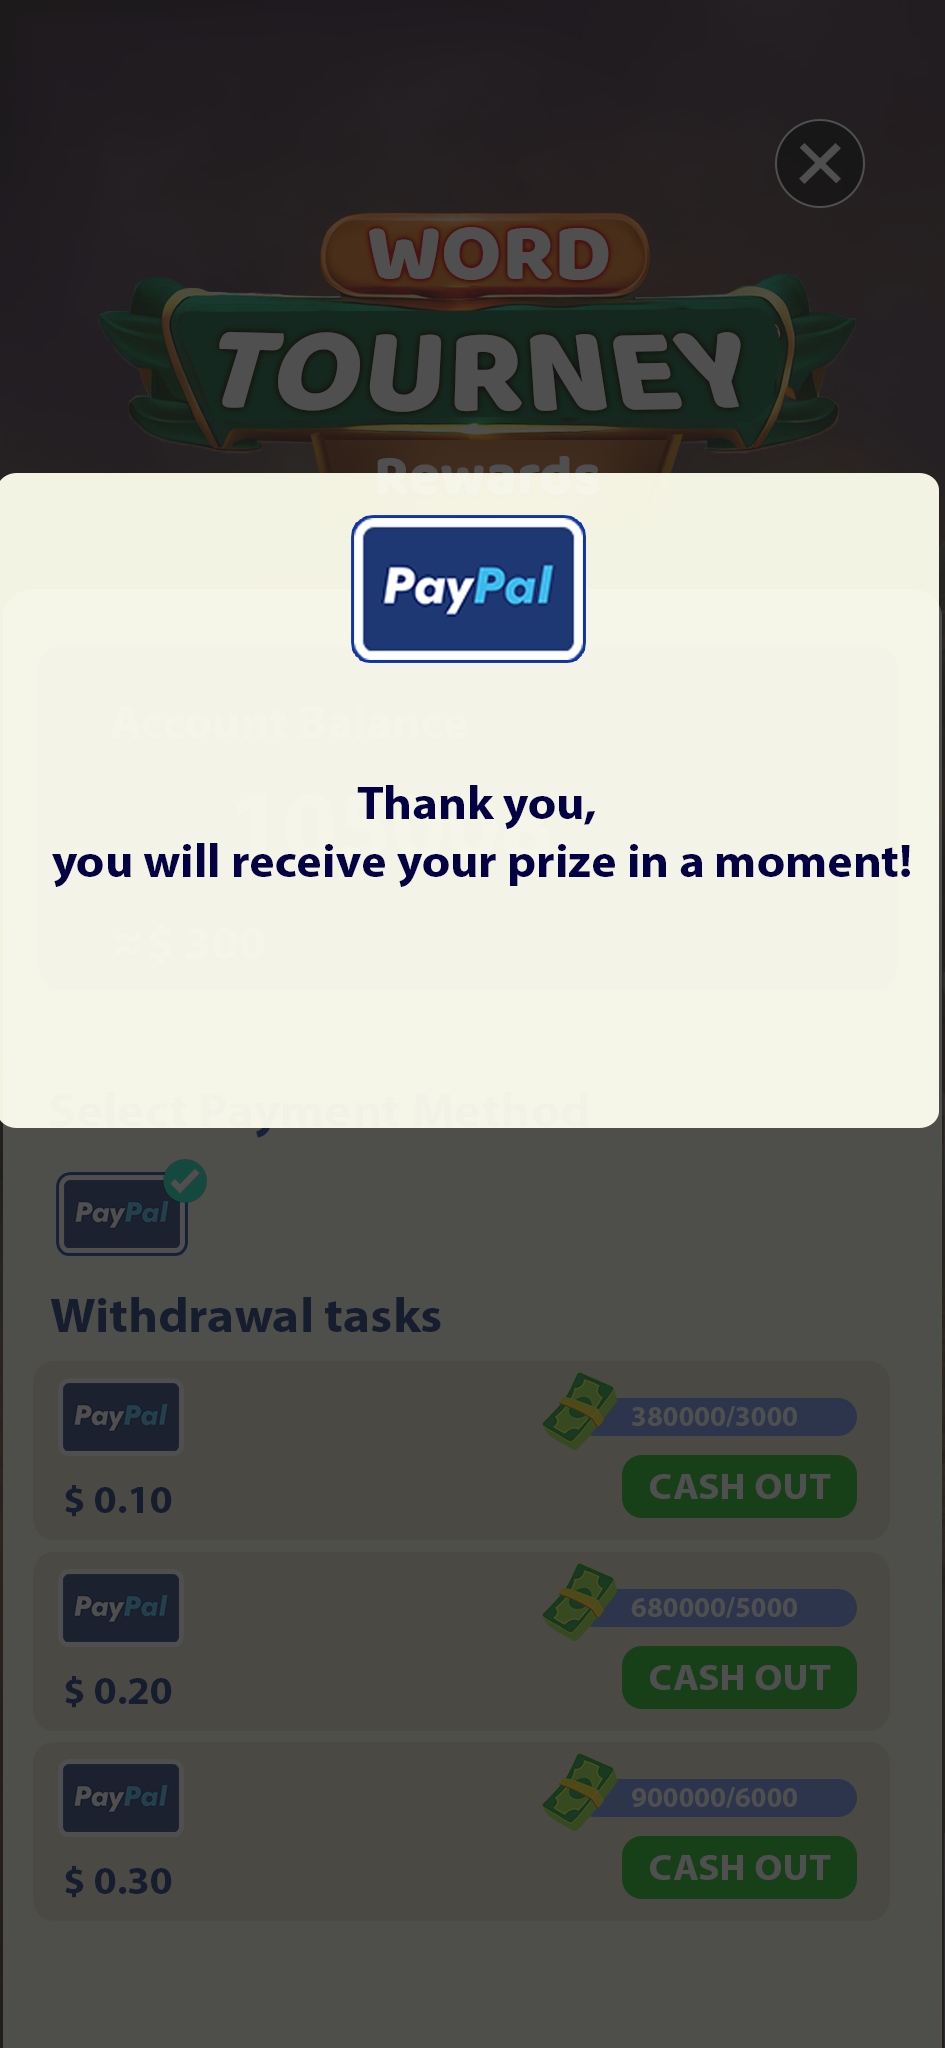 WORD
TOURNEY
Rewards
PayPal
Account Balance
Thank you,
you will receive your prize in a moment!
≈$ 300
Select Payment Method
PayPal
Withdrawal tasks
PayPal
380000/3000
$ 0.10
CASH OUT
PayPal
680000/5000
$ 0.20
CASH OUT
PayPal
900000/6000
$ 0.30
CASH OUT